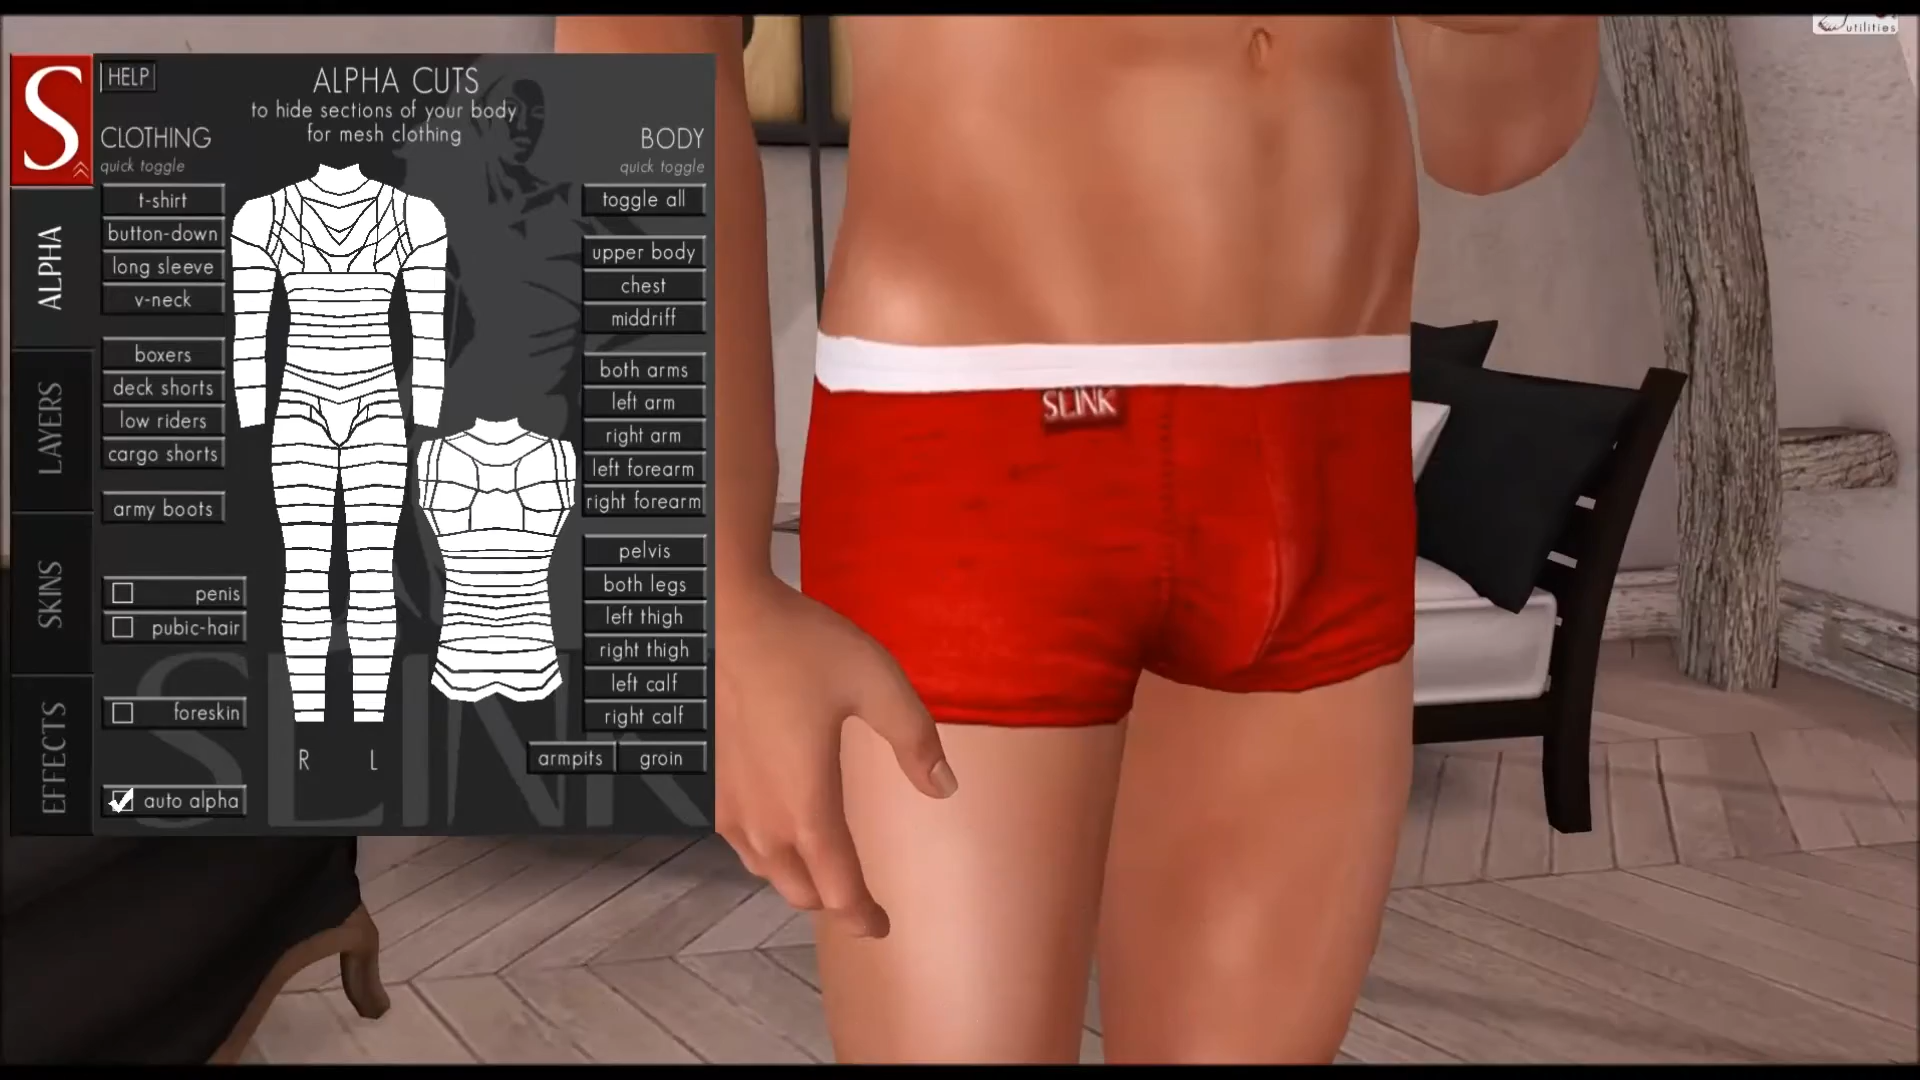 utilities
S
HELP
ALPHA CUTS
to hide sections of your body
for mesh clothing
CLOTHING
quick toggle
BODY
quick toggle
t-shirt
button-down
long sleeve
v-neck
boxers
deck shorts
low riders
cargo shorts
army boots
penis
pubic-hair
foreskin
auto alpha
toggle all
upper body
chest
middriff
both arms
left arm
right arm
left forearm
right forearm
pelvis
both legs
left thigh
right thigh
left calf
right calf
armpits
groin
R L
ALPHA
LAYERS
SKINS
EFFECTS
SLINK
SLINK